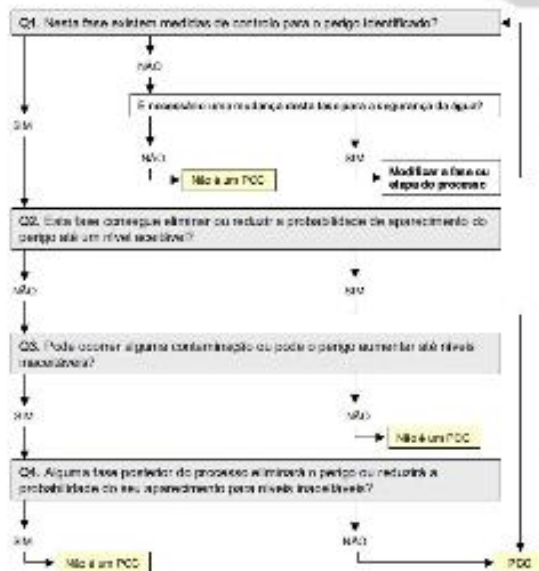 Q1. Nesta fase existem medidas de controlo para o perigo identificado?
NÃO
É necessário uma mudança desta fase para a segurança da água?
SIM
NÃO
SIM
Não é um PCC
Modificar a fase ou
etapa do processo
Q2. Esta fase consegue eliminar ou reduzir a probabilidade de aparecimento do
perigo até um nível aceitável?
NÃO
SIM
Q3. Pode ocorrer alguma contaminação ou pode o perigo aumentar até níveis
inaceitáveis?
SIM
NÃO
Não é um PCC
Q4. Alguma fase posterior do processo eliminará o perigo ou reduzirá a
probabilidade do seu aparecimento para níveis inaceitáveis?
SIM
NÃO
Não é um PCC
PCC